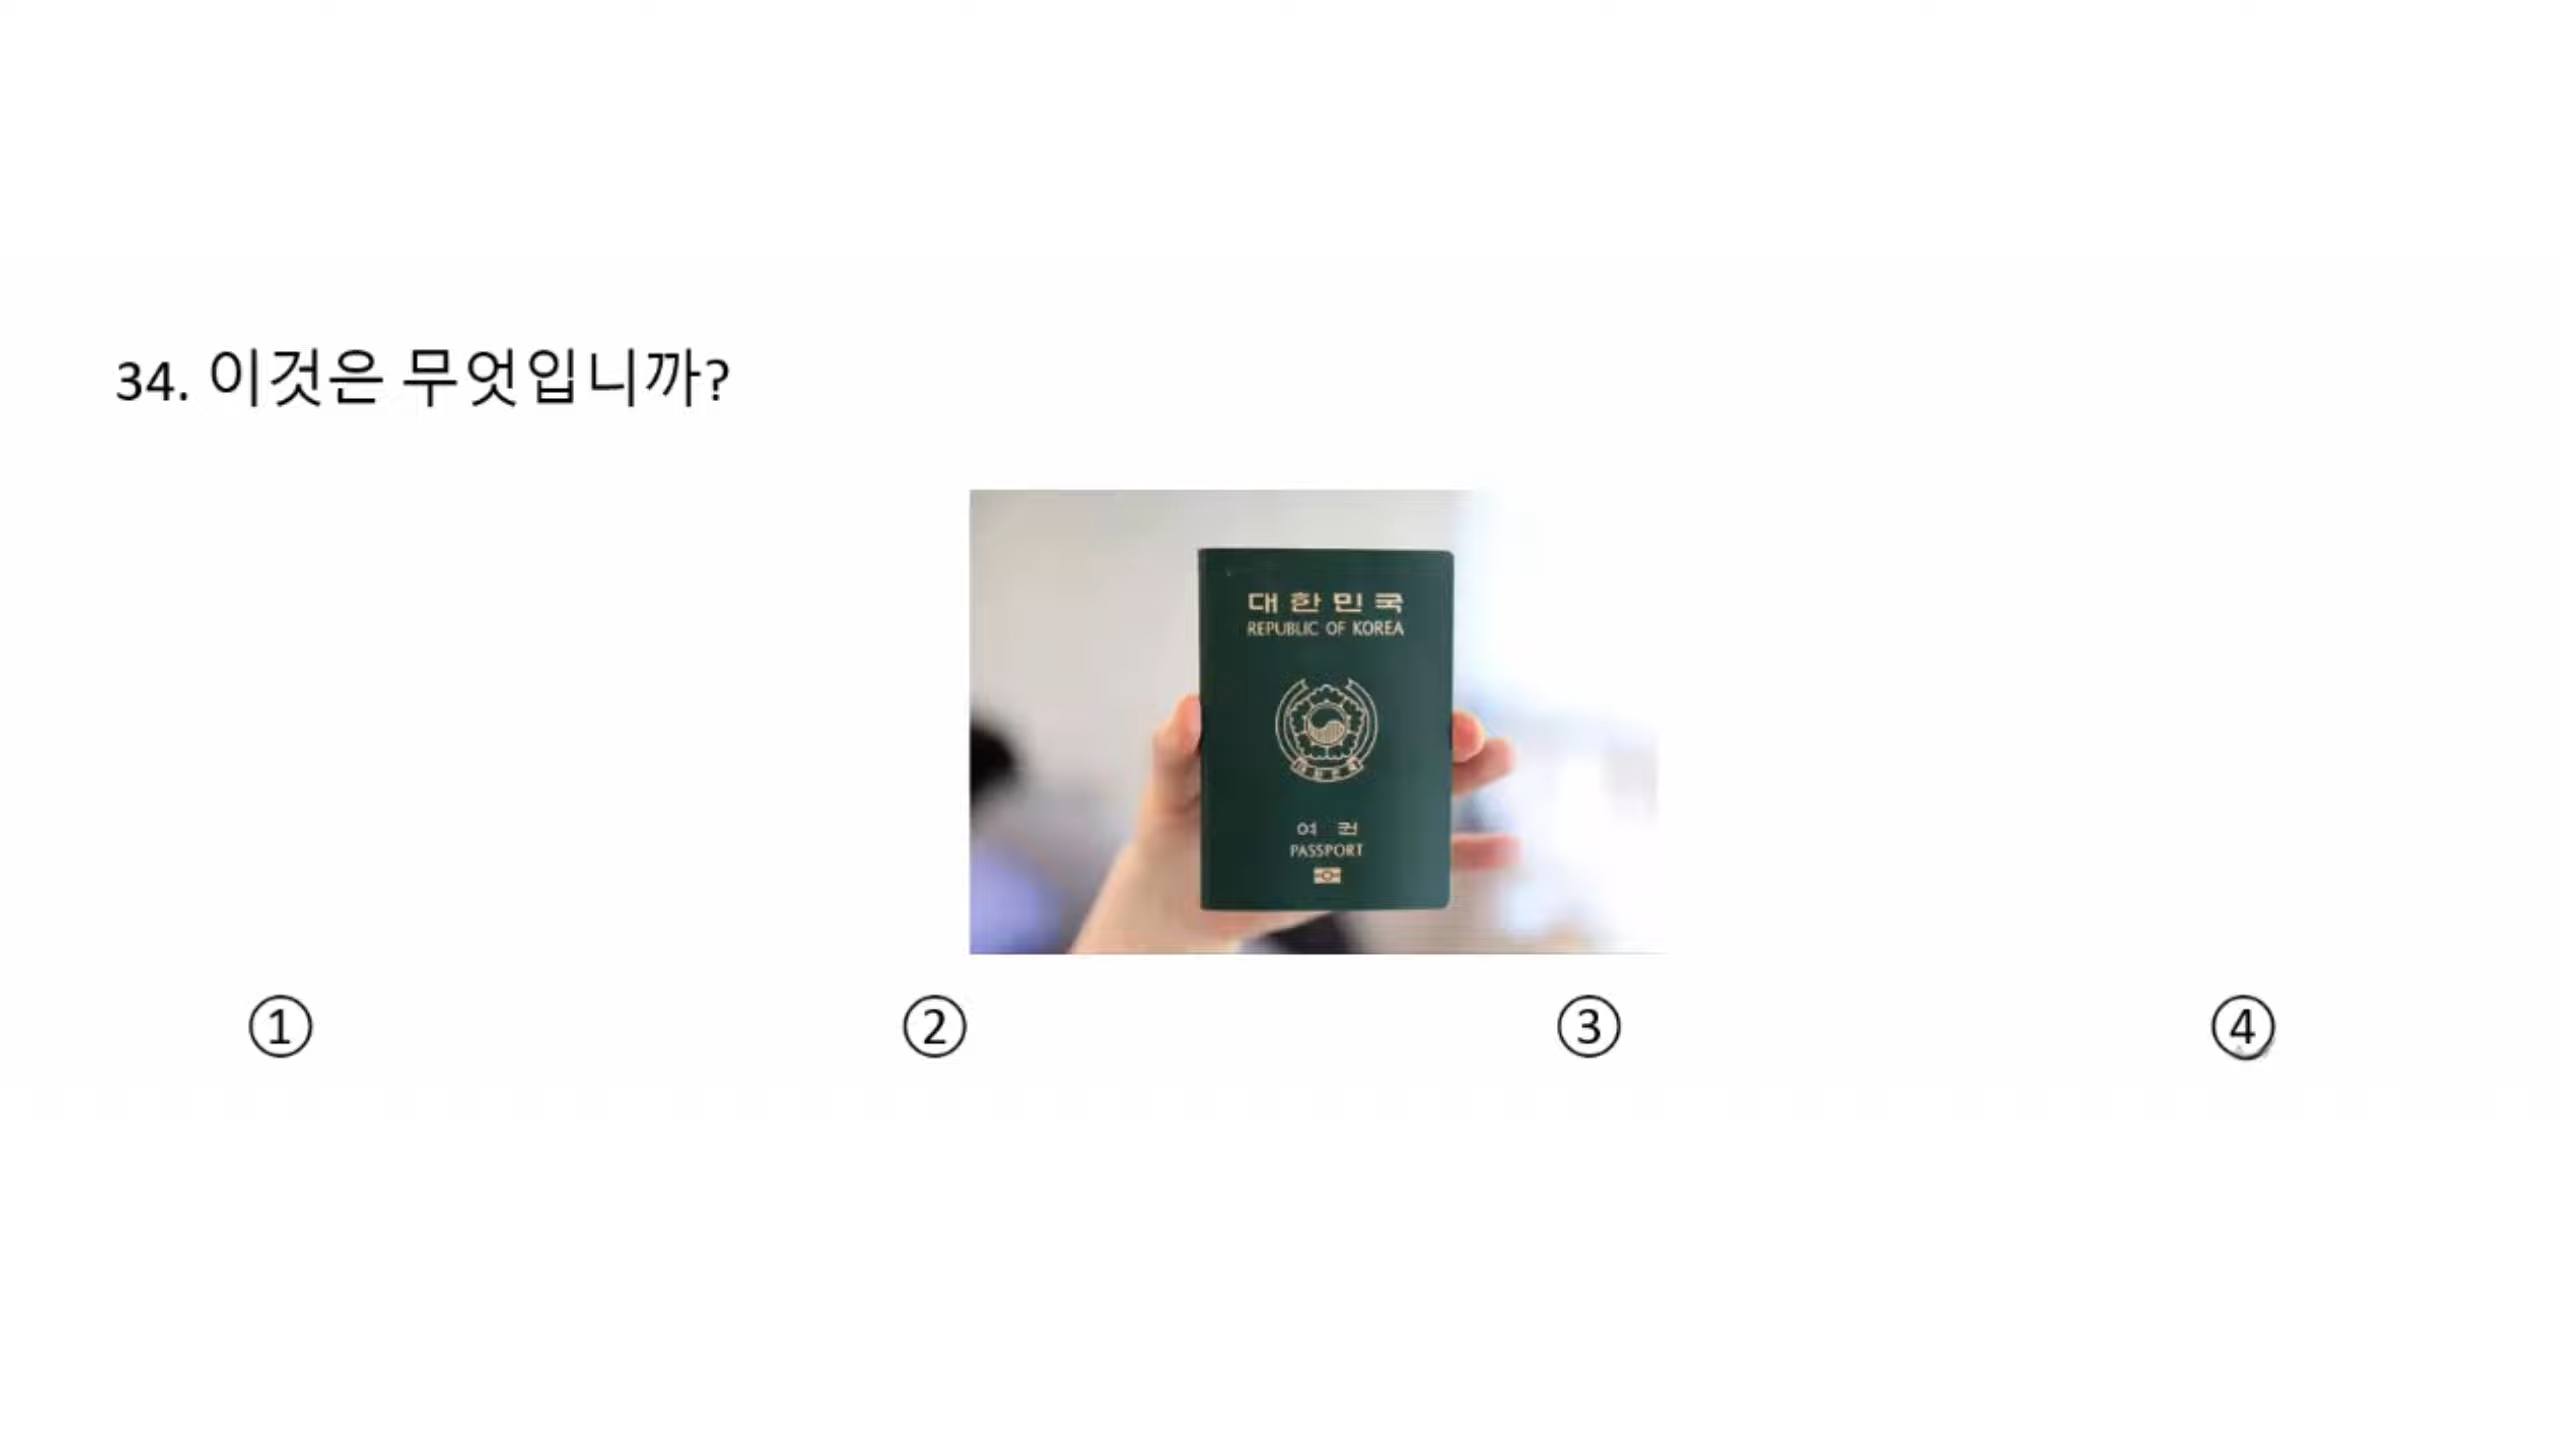 34. 이것은 무엇입니까?
대한민국
REPUBLIC OF KOREA
여 권
PASSPORT
① ② ③ ④